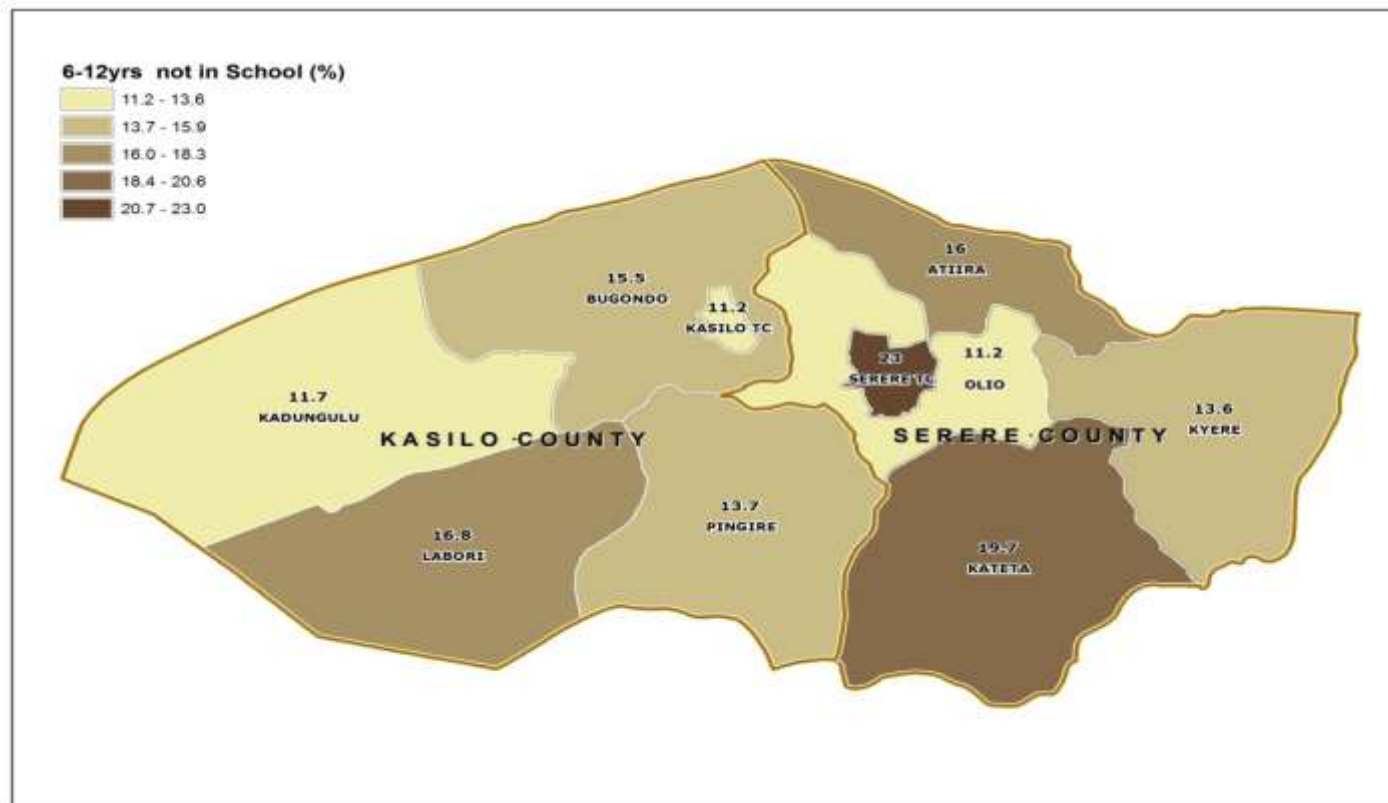 6-12yrs not in School (%)
11.2 - 13.6
13.7 - 15.9
16.0 - 18.3
18.4 - 20.6
20.7 - 23.0
16
ATIIRA
15.5
BUGONDO
11.2
KASILO TC
23
SERERE TC
11.2
OLIO
11.7
KADUNGULU
13.6
KYERE
KASILO COUNTY
SERERE COUNTY
13.7
PINGIRE
16.8
LABORI
19.7
KATETA